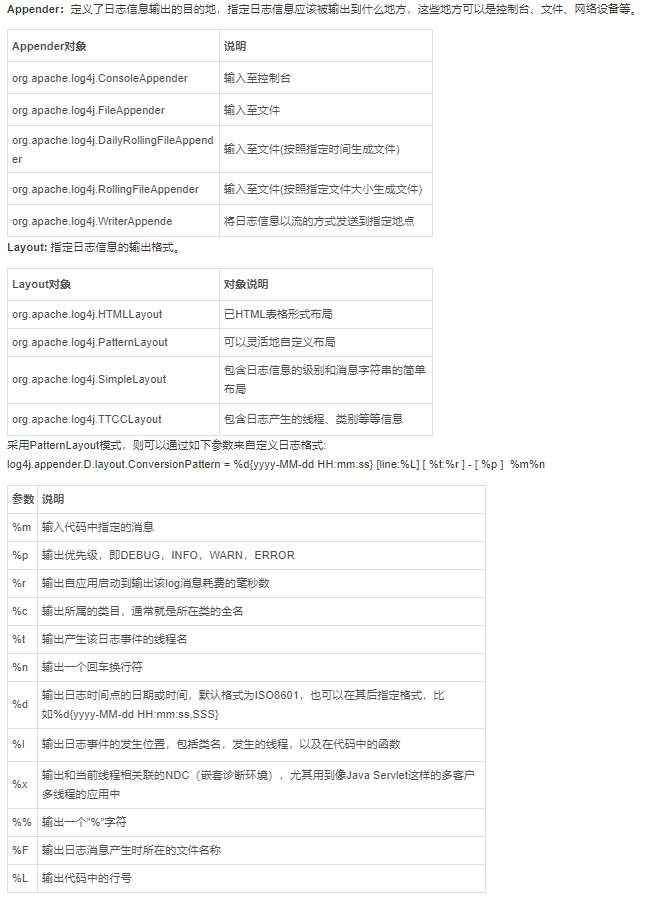 Appender：定义了日志信息输出的目的地，指定日志信息应该被输出到什么地方，这些地方可以是控制台、文件、网络设备等。
Appender对象 说明
org.apache.log4j.ConsoleAppender 输入至控制台
org.apache.log4j.FileAppender 输入至文件
org.apache.log4j.DailyRollingFileAppend
er
输入至文件(按照指定时间生成文件)
org.apache.log4j.RollingFileAppender 输入至文件(按照指定文件大小生成文件)
org.apache.log4j.WriterAppende 将日志信息以流的方式发送到指定地点
Layout: 指定日志信息的输出格式。
Layout对象 对象说明
org.apache.log4j.HTMLLayout 已HTML表格形式布局
org.apache.log4j.PatternLayout 可以灵活地自定义布局
org.apache.log4j.SimpleLayout 包含日志信息的级别和消息字符串的简单
布局
org.apache.log4j.TTCCLayout 包含日志产生的线程、类别等等信息
采用PatternLayout模式，则可以通过如下参数来自定义日志格式:
log4j.appender.D.layout.ConversionPattern = %d{yyyy-MM-dd HH:mm:ss} [line:%L] [ %t:%r ] - [ %p ] %m%n
参数 说明
%m 输入代码中指定的消息
%p 输出优先级，即DEBUG，INFO，WARN，ERROR
%r 输出自应用启动到输出该log消息耗费的毫秒数
%c 输出所属的类目，通常就是所在类的全名
%t 输出产生该日志事件的线程名
%n 输出一个回车换行符
%d 输出日志时间点的日期或时间，默认格式为ISO8601，也可以在其后指定格式，比
如%d{yyyy-MM-dd HH:mm:ss,SSS}
%l 输出日志事件的发生位置，包括类名，发生的线程，以及在代码中的函数
%x 输出和当前线程相关联的NDC（嵌套诊断环境）,尤其用到像Java Servlet这样的多客户
多线程的应用中
%% 输出一个"%"字符
%F 输出日志消息产生时所在的文件名称
%L 输出代码中的行号